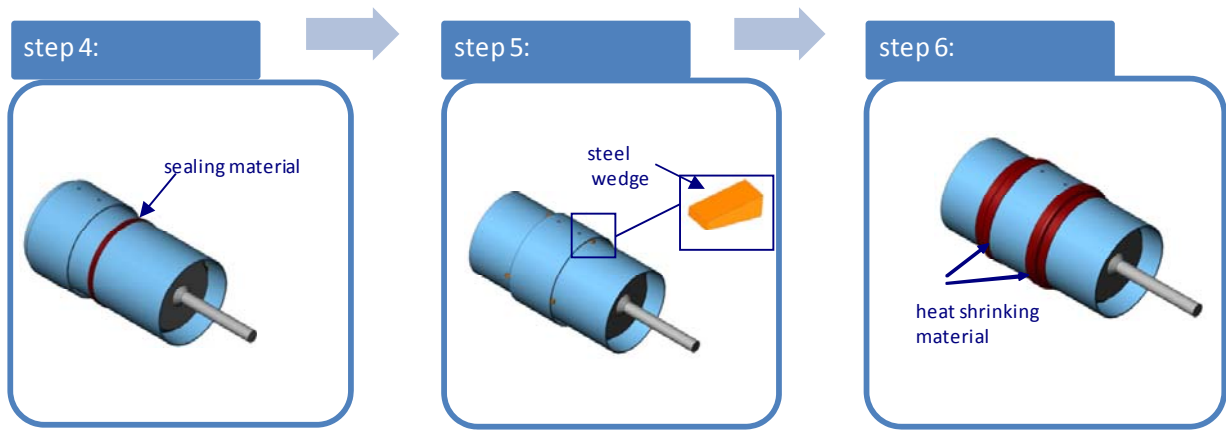 step 4:
step 5:
step 6:
sealing material
steel
wedge
heat shrinking
material